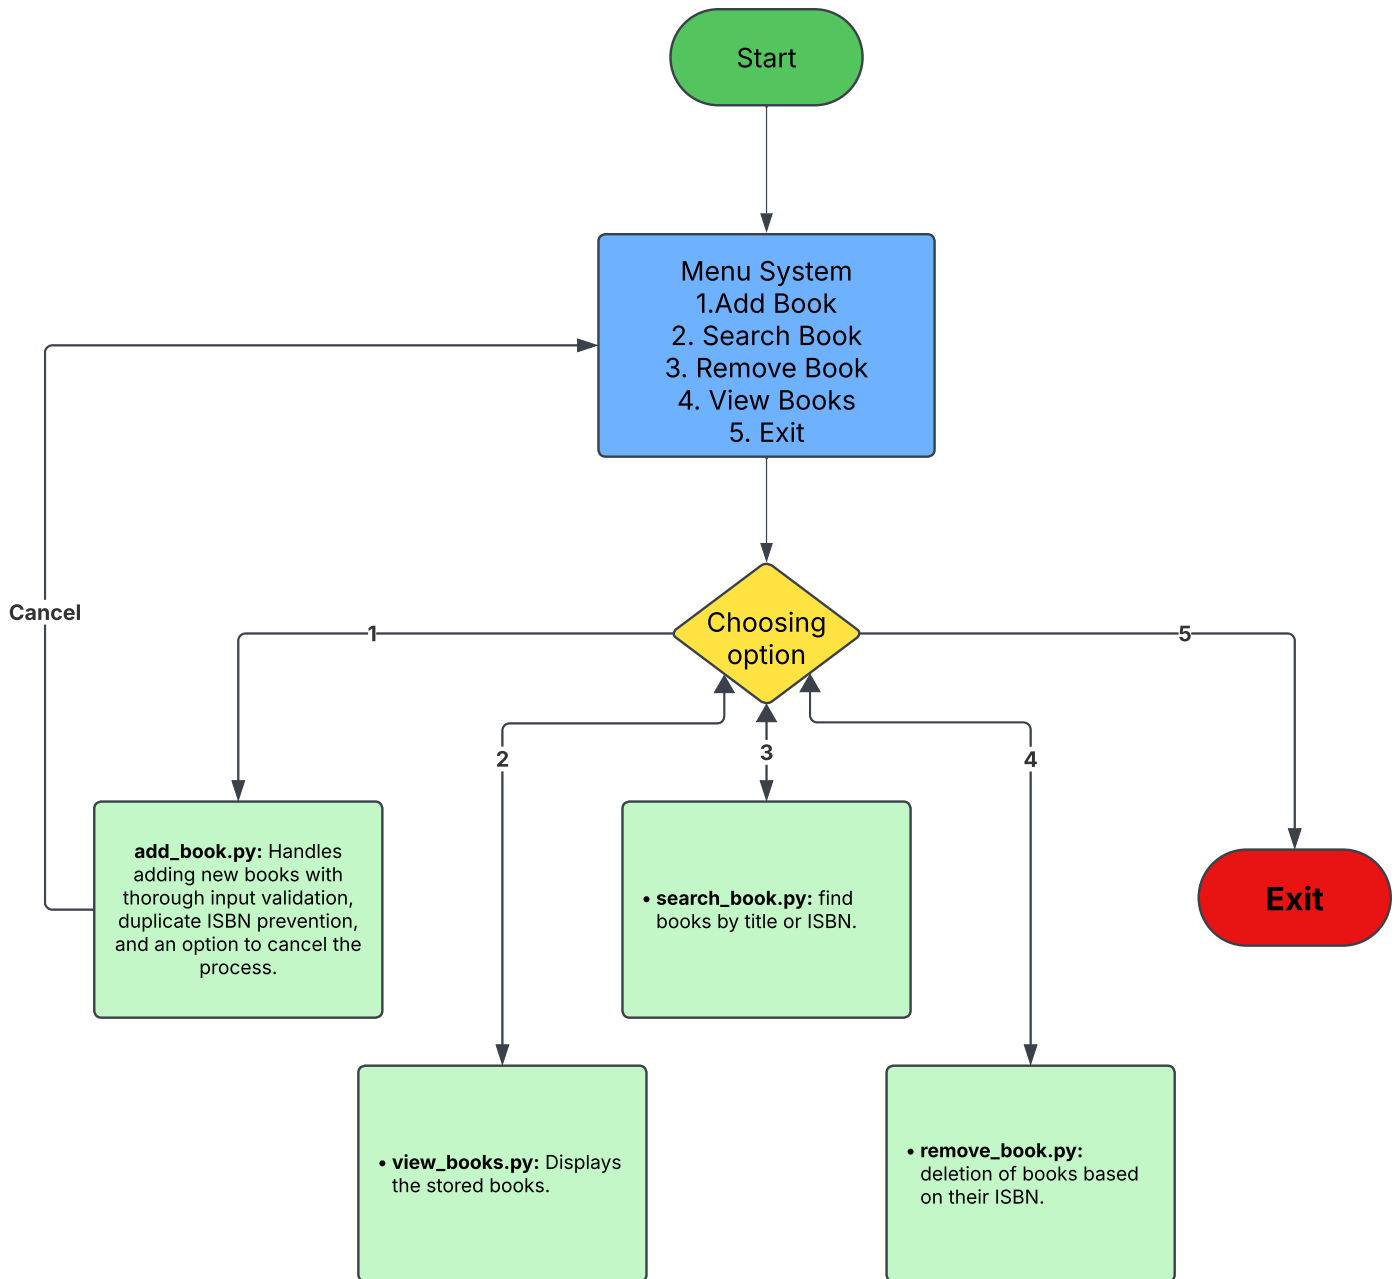 Start
Menu System
1.Add Book
2. Search Book
3. Remove Book
4. View Books
5. Exit
Cancel
Choosing
option
1
5
2
3
4
add_book.py: Handles
adding new books with
thorough input validation,
duplicate ISBN prevention,
and an option to cancel the
process.
• search_book.py: find
books by title or ISBN.
Exit
• view_books.py: Displays
the stored books.
• remove_book.py:
deletion of books based
on their ISBN.